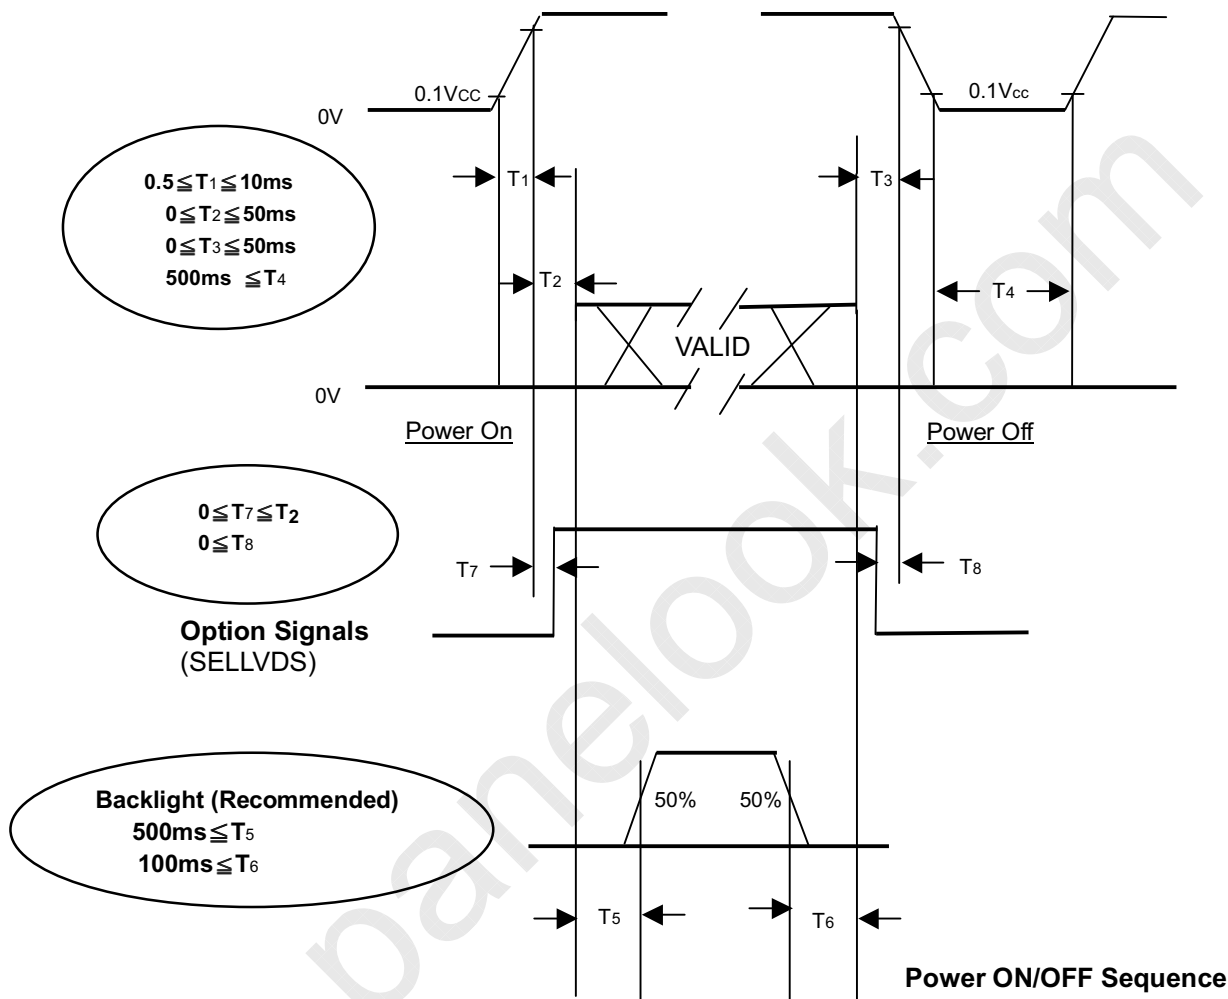 0.1VCC
0.1Vcc
0V
0.5≦T1≦10ms
0≦T2≦50ms
0≦T3≦50ms
500ms ≦T4
T1
T3
T2
T4
VALID
0V
Power On
Power Off
0≦T7≦T2
0≦T8
T7
T8
Option Signals
(SELLVDS)
Backlight (Recommended)
500ms≦T5
100ms≦T6
50%
50%
T5
T6
Power ON/OFF Sequence
panelook.com